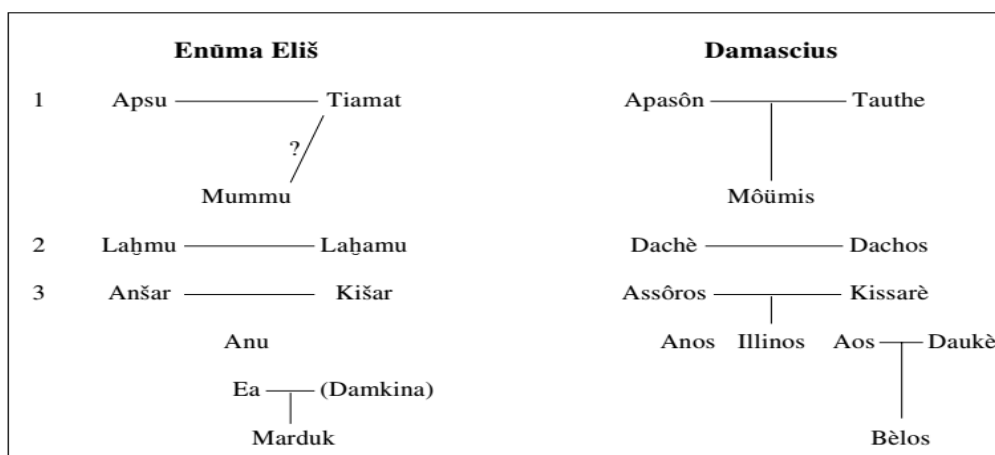 Enūma Eliš Damascius
1 Apsu Tiamat Apasôn Tauthe
?
Mummu Môümis
2 Laḫmu Laḫamu Dachè Dachos
3 Anšar Kišar Assôros Kissarè
Anu Anos Illinos Aos Daukè
Ea (Damkina)
Marduk Bèlos